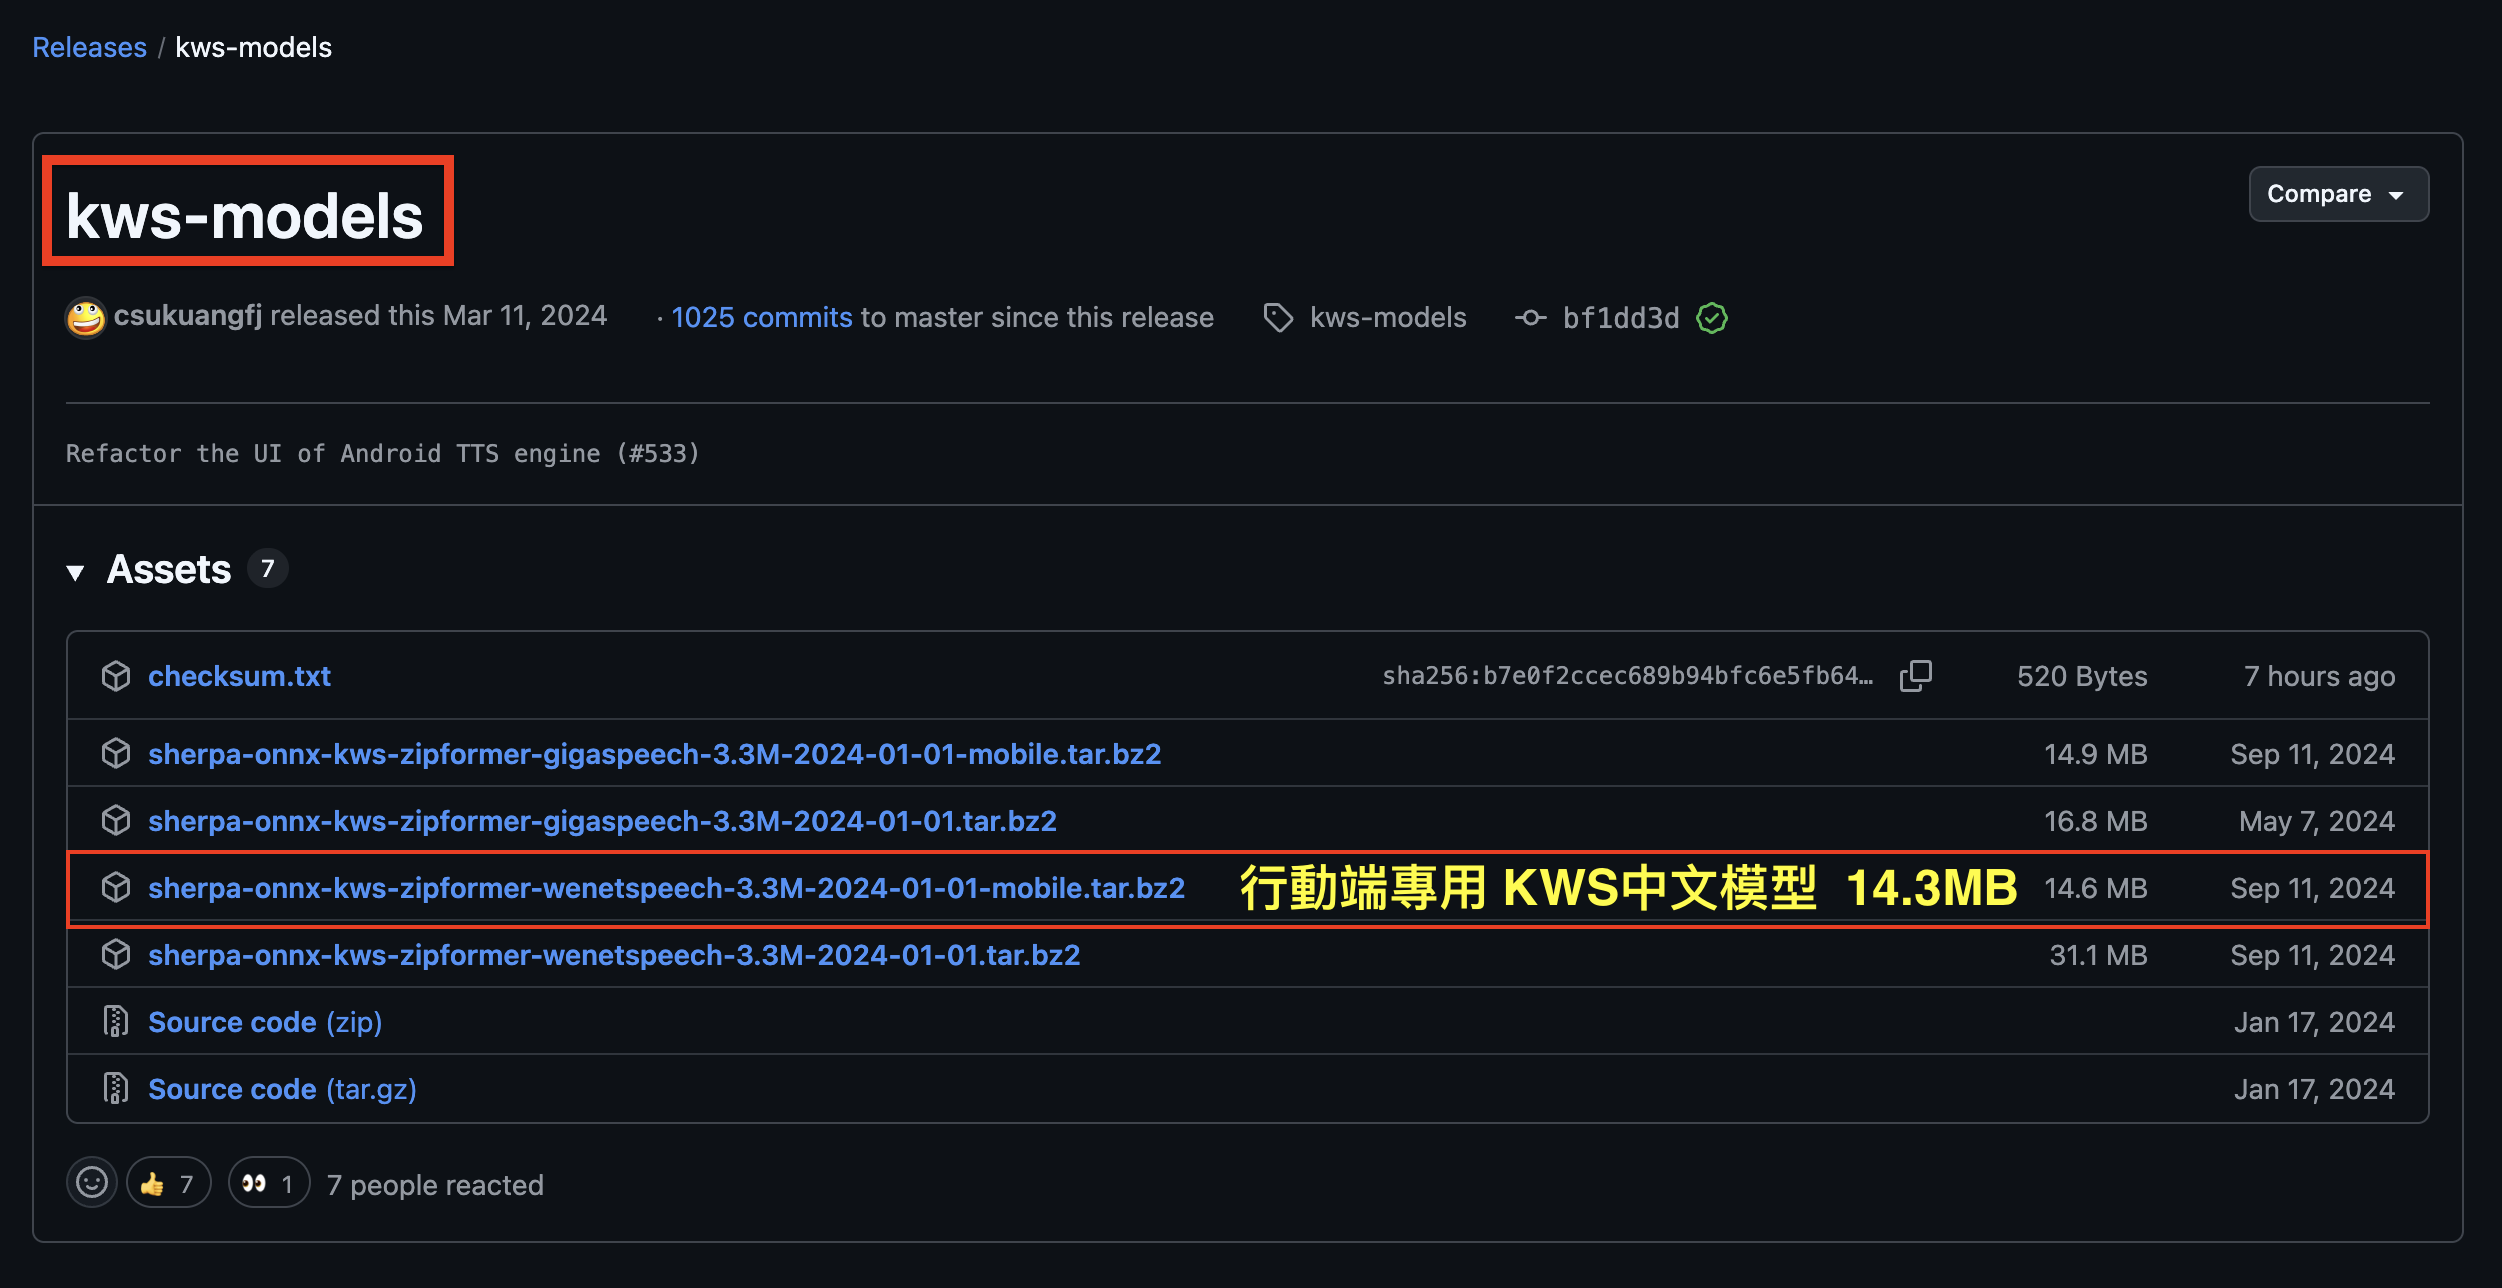 Releases / kws-models
kws-models
Compare
csukuangfj released this Mar 11, 2024 · 1025 commits to master since this release kws-models bf1dd3d
Refactor the UI of Android TTS engine (#533)
Assets 7
checksum.txt sha256:b7e0f2ccec689b94bfc6e5fb64… 520 Bytes 7 hours ago
sherpa-onnx-kws-zipformer-gigaspeech-3.3M-2024-01-01-mobile.tar.bz2 14.9 MB Sep 11, 2024
sherpa-onnx-kws-zipformer-gigaspeech-3.3M-2024-01-01.tar.bz2 16.8 MB May 7, 2024
sherpa-onnx-kws-zipformer-wenetspeech-3.3M-2024-01-01-mobile.tar.bz2 行動端專用 KWS中文模型 14.3MB 14.6 MB Sep 11, 2024
sherpa-onnx-kws-zipformer-wenetspeech-3.3M-2024-01-01.tar.bz2 31.1 MB Sep 11, 2024
Source code (zip) Jan 17, 2024
Source code (tar.gz) Jan 17, 2024
👍 7 👀 1 7 people reacted